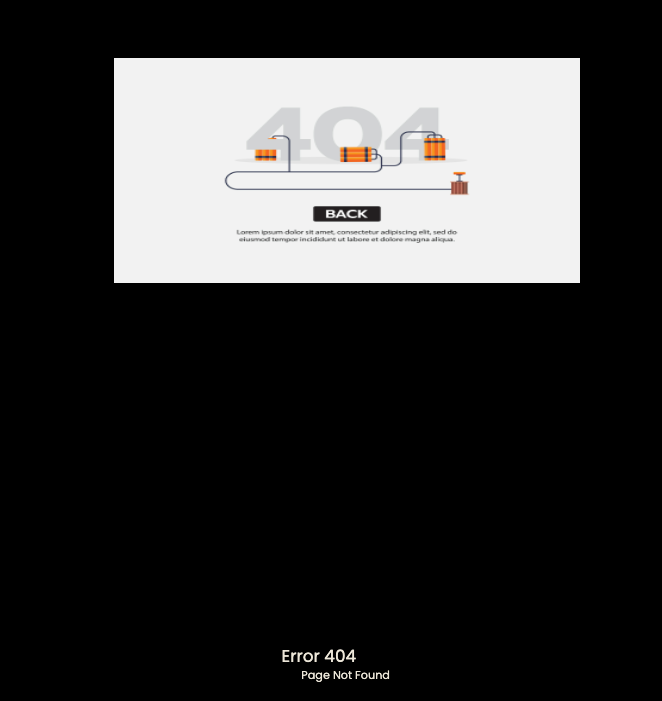 404
BACK
Lorem ipsum dolor sit amet, consectetur adipiscing elit, sed do
eiusmod tempor incididunt ut labore et dolore magna aliqua.
Error 404
Page Not Found